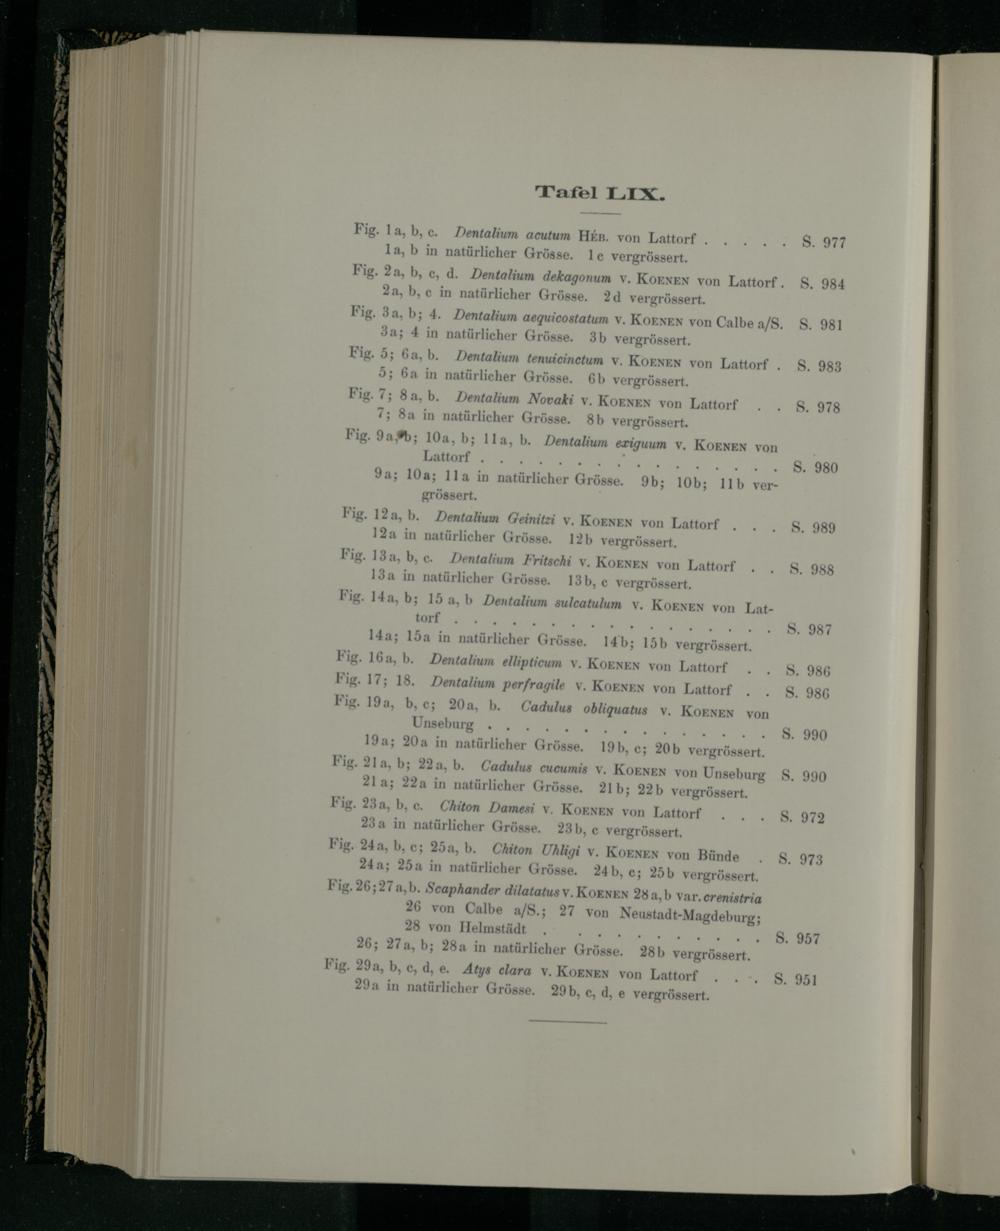 Tafel LIX.
Fig. 1a, b, c. Dentalium acutum HÉB. von Lattorf . . . . . S. 977
1a, b in natürlicher Grösse. 1c vergrössert.
Fig. 2a, b, c, d. Dentalium dekagonum v. KOENEN von Lattorf . S. 984
2a, b, c in natürlicher Grösse. 2d vergrössert.
Fig. 3a, b; 4. Dentalium aequicostatum v. KOENEN von Calbe a/S. S. 981
3a; 4 in natürlicher Grösse. 3b vergrössert.
Fig. 5; 6a, b. Dentalium tenuicinctum v. KOENEN von Lattorf . S. 983
5; 6a in natürlicher Grösse. 6b vergrössert.
Fig. 7; 8a, b. Dentalium Novaki v. KOENEN von Lattorf . . S. 978
7; 8a in natürlicher Grösse. 8b vergrössert.
Fig. 9a, b; 10a, b; 11a, b. Dentalium exiguum v. KOENEN von
Lattorf . . . . . . . . . . . . . . . . S. 980
9a; 10a; 11a in natürlicher Grösse. 9b; 10b; 11b ver-
grössert.
Fig. 12a, b. Dentalium Geinitzi v. KOENEN von Lattorf . . . S. 989
12a in natürlicher Grösse. 12b vergrössert.
Fig. 13a, b, c. Dentalium Fritschi v. KOENEN von Lattorf . . S. 988
13a in natürlicher Grösse. 13b, c vergrössert.
Fig. 14a, b; 15a, b Dentalium sulcatulum v. KOENEN von Lat-
torf . . . . . . . . . . . . . . . . . S. 987
14a; 15a in natürlicher Grösse. 14b; 15b vergrössert.
Fig. 16a, b. Dentalium ellipticum v. KOENEN von Lattorf . . S. 986
Fig. 17; 18. Dentalium perfragile v. KOENEN von Lattorf . . S. 986
Fig. 19a, b, c; 20a, b. Cadulus obliquatus v. KOENEN von
Unseburg . . . . . . . . . . . . . . . S. 990
19a; 20a in natürlicher Grösse. 19b, c; 20b vergrössert.
Fig. 21a, b; 22a, b. Cadulus cucumis v. KOENEN von Unseburg S. 990
21a; 22a in natürlicher Grösse. 21b; 22b vergrössert.
Fig. 23a, b, c. Chiton Damesi v. KOENEN von Lattorf . . . S. 972
23a in natürlicher Grösse. 23b, c vergrössert.
Fig. 24a, b, c; 25a, b. Chiton Uhligi v. KOENEN von Bünde . S. 973
24a; 25a in natürlicher Grösse. 24b, c; 25b vergrössert.
Fig. 26; 27a, b. Scaphander dilatatus v. KOENEN 28a, b var. crenistria
26 von Calbe a/S.; 27 von Neustadt-Magdeburg;
28 von Helmstädt . . . . . . . . . . . S. 957
26; 27a, b; 28a in natürlicher Grösse. 28b vergrössert.
Fig. 29a, b, c, d, e. Atys clara v. KOENEN von Lattorf . . . S. 951
29a in natürlicher Grösse. 29b, c, d, e vergrössert.